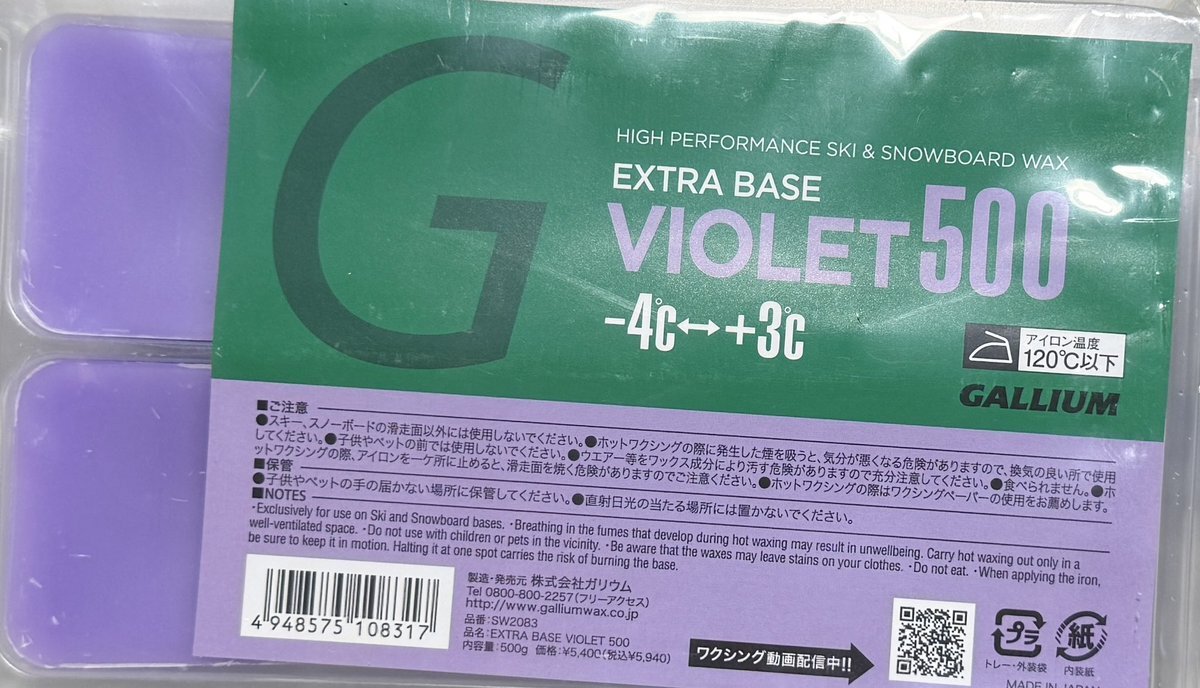 G
HIGH PERFORMANCE SKI & SNOWBOARD WAX
EXTRA BASE
VIOLET 500
-4℃↔+3℃
アイロン温度
120℃以下
GALLIUM
■ご注意
●スキー、スノーボードの滑走面以外には使用しないでください。●ホットワクシングの際に発生した煙を吸うと、気分が悪くなる危険がありますので、換気の良い所で使用
してください。●子供やペットの前では使用しないでください。●ウエアー等をワックス成分により汚す危険がありますので充分注意してください。●食べられません。●ホ
ットワクシングの際、アイロンを一ケ所に止めると、滑走面を焼く危険がありますのでご注意ください。●ホットワクシングの際はワクシングペーパーの使用をお薦めします。
■保管
●子供やペットの手の届かない場所に保管してください。●直射日光の当たる場所には置かないでください。
■NOTES
・Exclusively for use on Ski and Snowboard bases. ・Breathing in the fumes that develop during hot waxing may result in unwellbeing. Carry hot waxing out only in a
well-ventilated space. ・Do not use with children or pets in the vicinity. ・Be aware that the waxes may leave stains on your clothes. ・Do not eat. ・When applying the iron,
be sure to keep it in motion. Halting it at one spot carries the risk of burning the base.
4 948575 108317
製造・発売元 株式会社ガリウム
Tel 0800-800-2257(フリーアクセス)
http://www.galliumwax.co.jp
品番:SW2083
品名:EXTRA BASE VIOLET 500
内容量:500g 価格:¥5,400(税込¥5,940)
ワクシング動画配信中!!
プラ
トレー・外装袋
紙
内装紙
MADE IN JAPAN